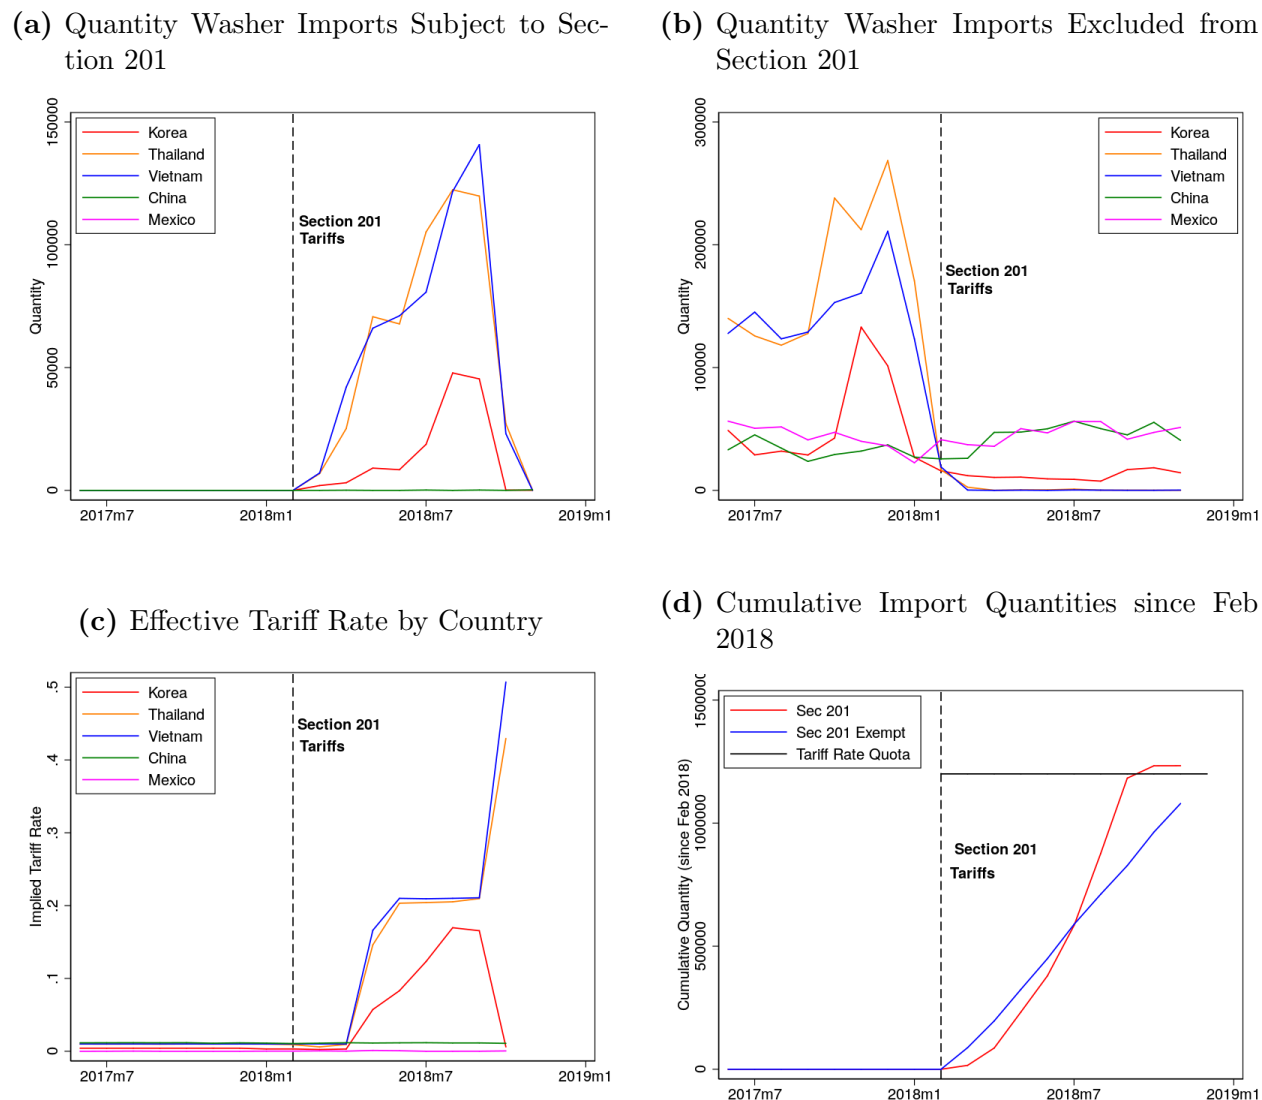 (a) Quantity Washer Imports Subject to Sec-
tion 201
150000
100000
50000
0
Quantity
Korea
Thailand
Vietnam
China
Mexico
Section 201
Tariffs
2017m7
2018m1
2018m7
2019m1
(b) Quantity Washer Imports Excluded from
Section 201
300000
200000
100000
0
Quantity
Korea
Thailand
Vietnam
China
Mexico
Section 201
Tariffs
2017m7
2018m1
2018m7
2019m1
(c) Effective Tariff Rate by Country
.5
.4
.3
.2
.1
0
Implied Tariff Rate
Korea
Thailand
Vietnam
China
Mexico
Section 201
Tariffs
2017m7
2018m1
2018m7
2019m1
(d) Cumulative Import Quantities since Feb
2018
1000000
500000
0
Cumulative Quantity (since Feb 2018)
Sec 201
Sec 201 Exempt
Tariff Rate Quota
Section 201
Tariffs
2017m7
2018m1
2018m7
2019m1